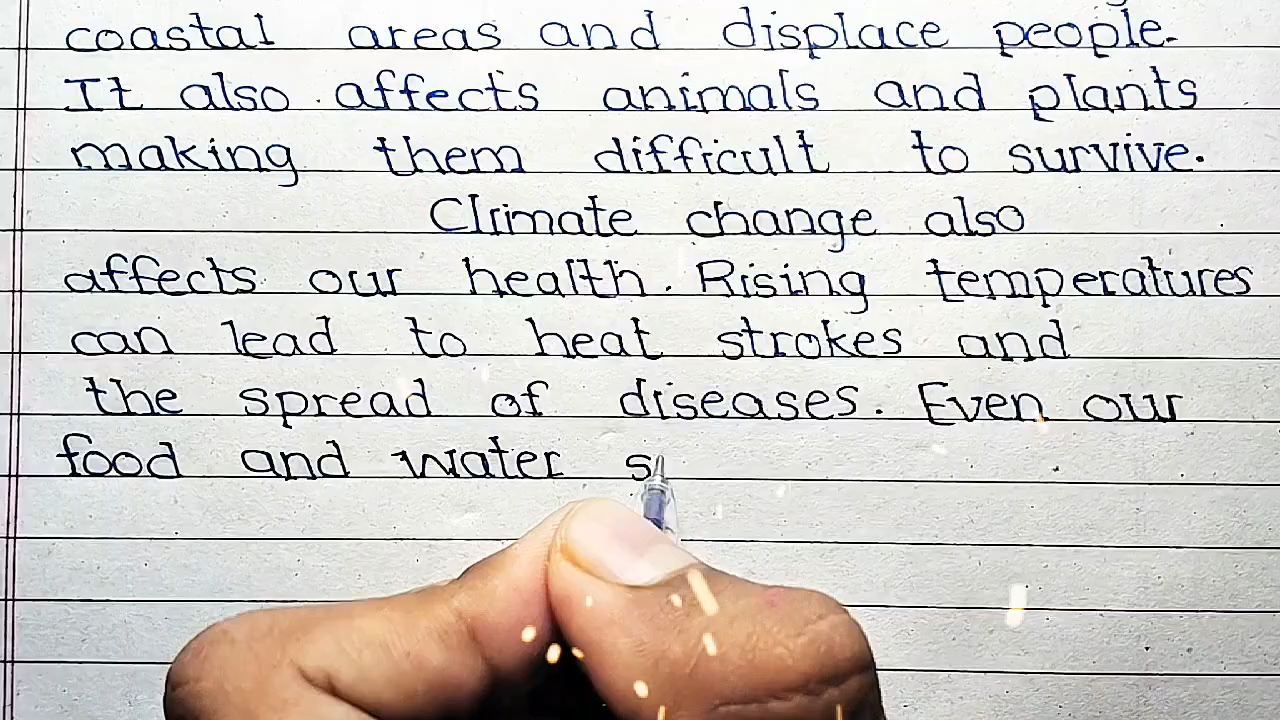 coastal areas and displace people.
It also affects animals and plants
making them difficult to survive.
Climate change also
affects our health. Rising temperatures
can lead to heat strokes and
the spread of diseases. Even our
food and water s